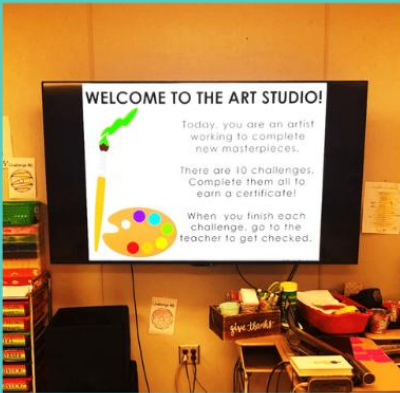 WELCOME TO THE ART STUDIO!
Today, you are an artist
working to complete
new masterpieces.
There are 10 challenges.
Complete them all to
earn a certificate!
When you finish each
challenge, go to the
teacher to get checked.
give thanks